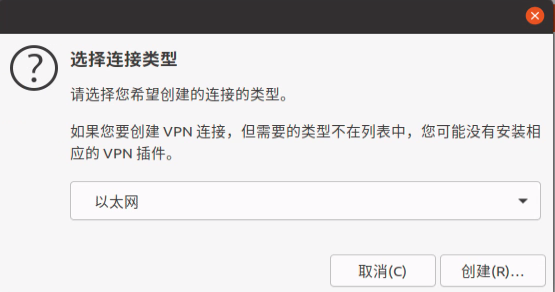 选择连接类型
请选择您希望创建的连接的类型。
如果您要创建 VPN 连接，但需要的类型不在列表中，您可能没有安装相
应的 VPN 插件。
以太网
取消(C)
创建(R)...